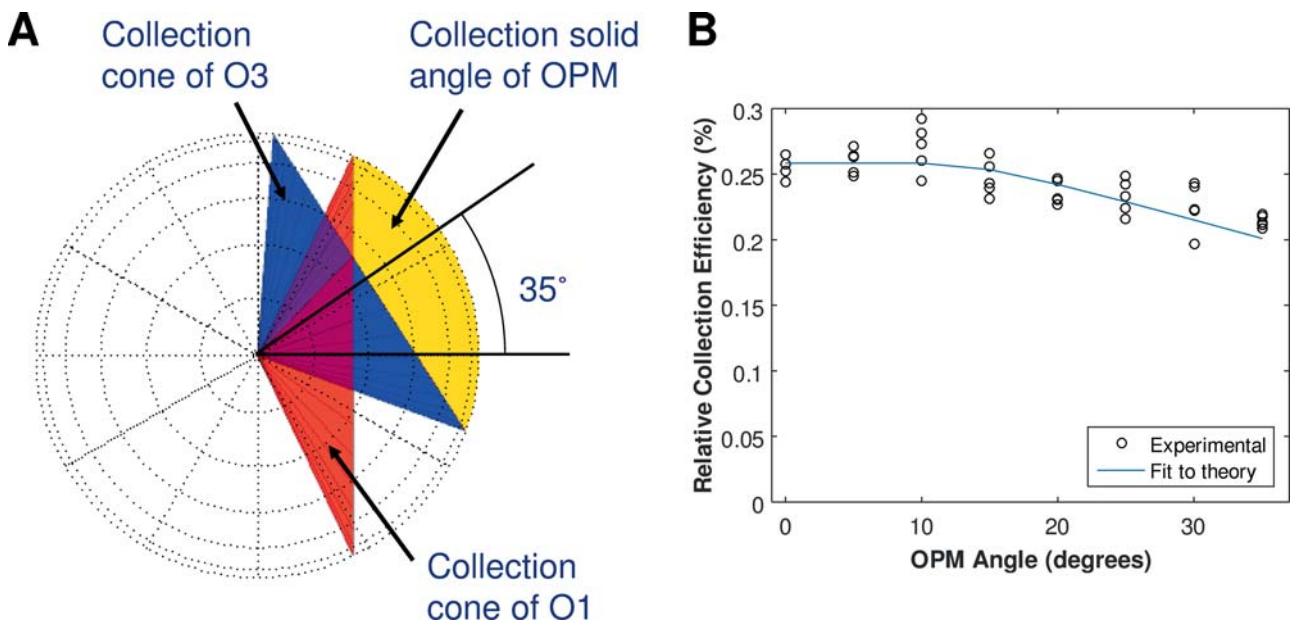 A
Collection
cone of O3
Collection solid
angle of OPM
35°
Collection
cone of O1
B
Relative Collection Efficiency (%)
0.3
0.25
0.2
0.15
0.1
0.05
0
0
10
20
30
OPM Angle (degrees)
Experimental
Fit to theory